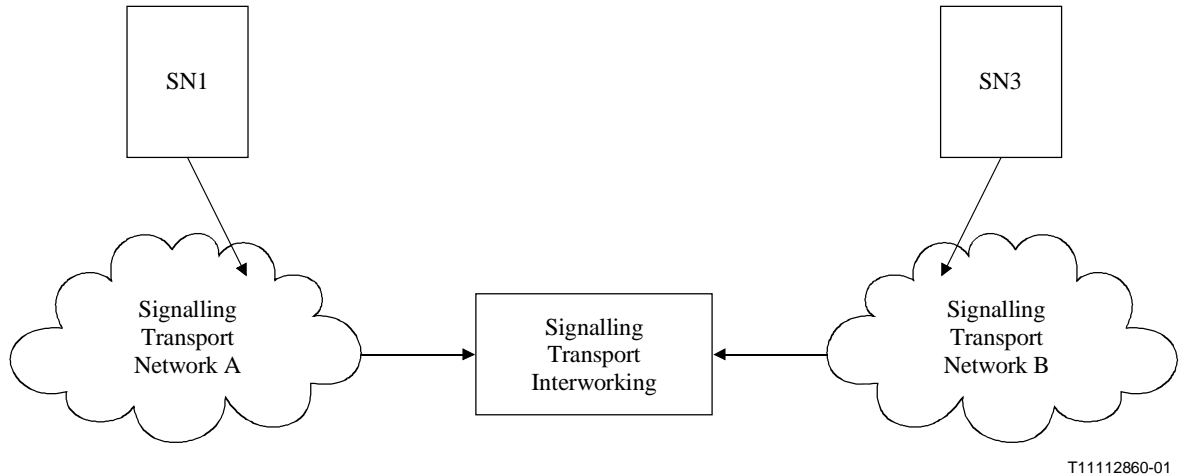 SN1
SN3
Signalling
Transport
Network A
Signalling
Transport
Interworking
Signalling
Transport
Network B
T11112860-01